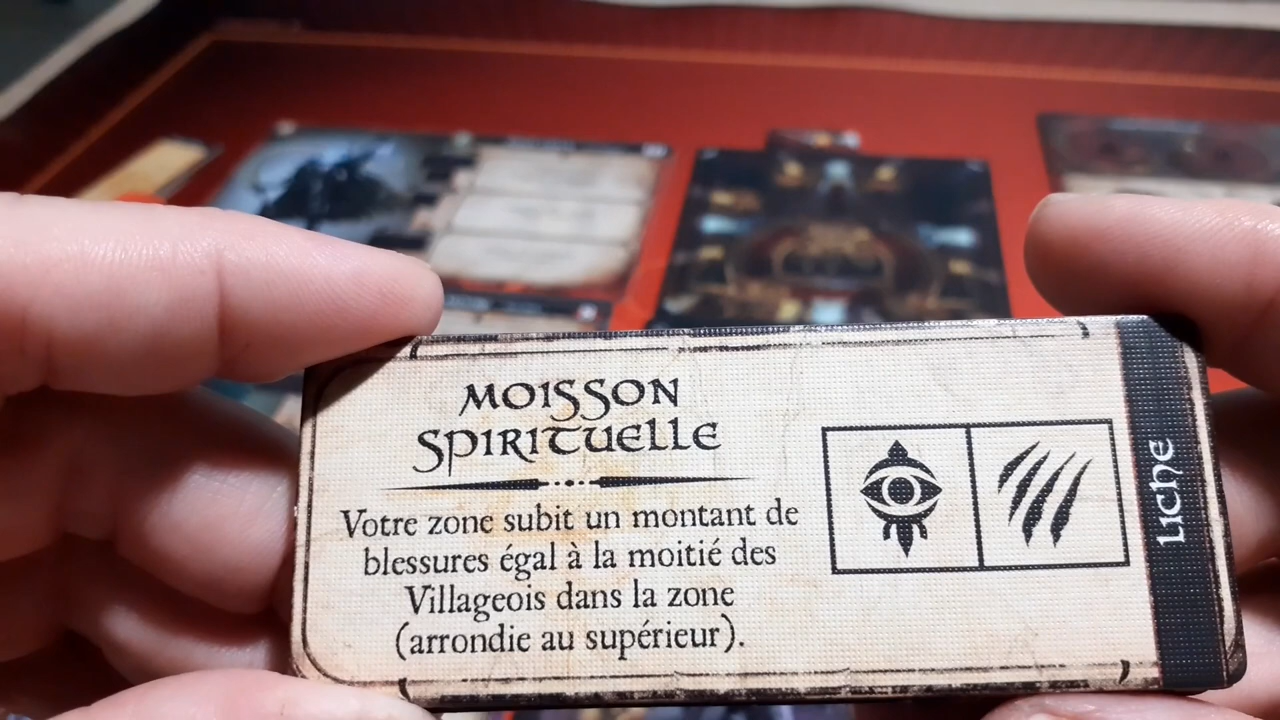 MOISSON
SPIRITUELLE
Votre zone subit un montant de
blessures égal à la moitié des
Villageois dans la zone
(arrondie au supérieur).
LICHE